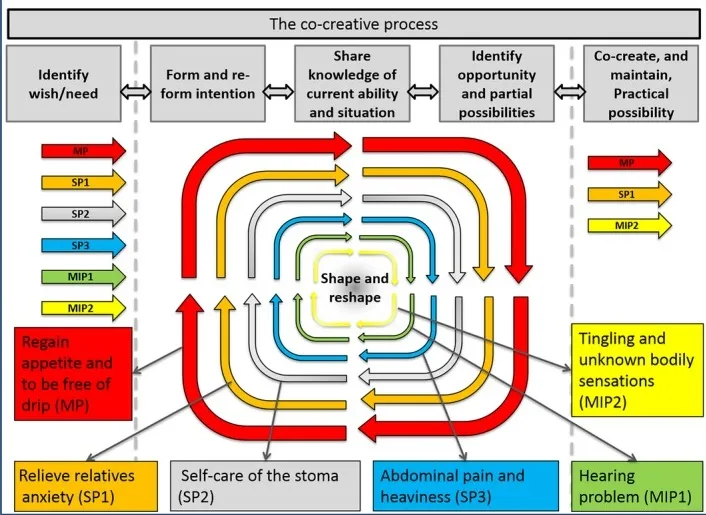 The co-creative process
Identify
wish/need
Form and re-
form intention
Share
knowledge of
current ability
and situation
Identify
opportunity
and partial
possibilities
Co-create, and
maintain,
Practical
possibility
MP
SP1
SP2
SP3
MIP1
MIP2
MP
SP1
MIP2
Shape and
reshape
Regain
appetite and
to be free of
drip (MP)
Tingling and
unknown bodily
sensations
(MIP2)
Relieve relatives
anxiety (SP1)
Self-care of the stoma
(SP2)
Abdominal pain and
heaviness (SP3)
Hearing
problem (MIP1)